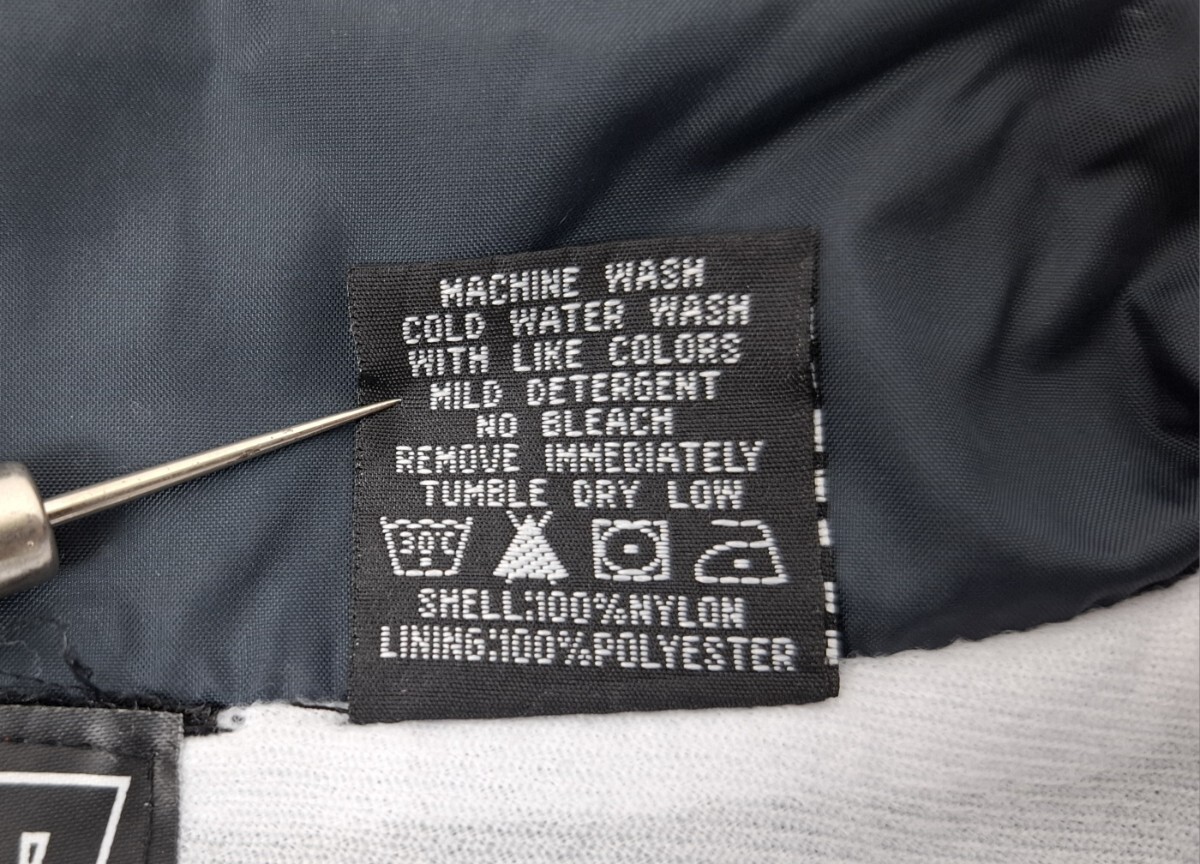 MACHINE WASH
COLD WATER WASH
WITH LIKE COLORS
MILD DETERGENT
NO BLEACH
REMOVE IMMEDIATELY
TUMBLE DRY LOW
30°C
SHELL:100%NYLON
LINING:100%POLYESTER